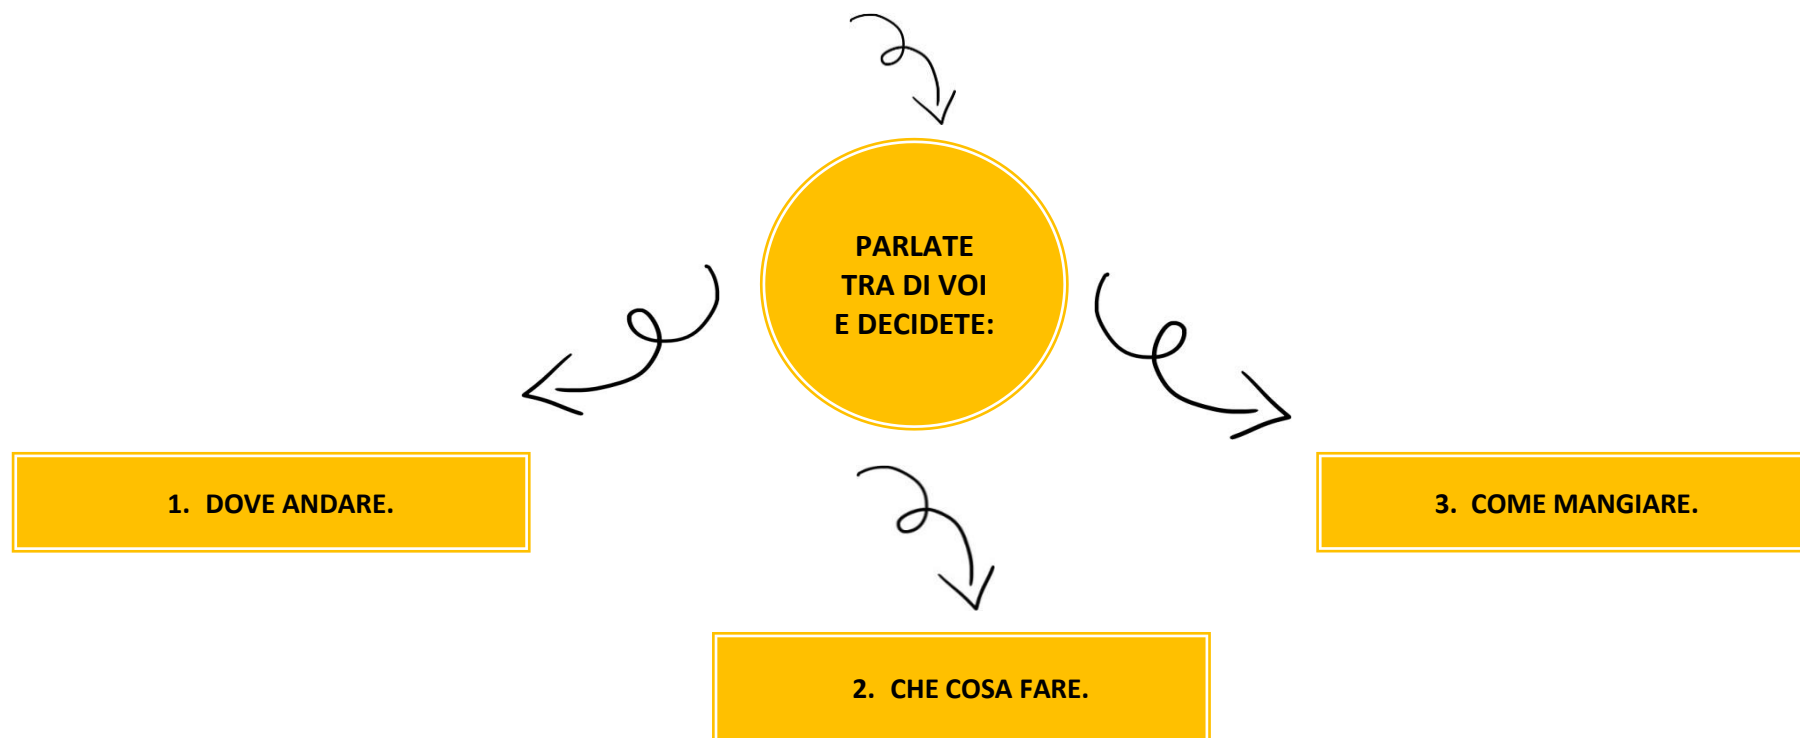 PARLATE
TRA DI VOI
E DECIDETE:
1. DOVE ANDARE.
2. CHE COSA FARE.
3. COME MANGIARE.